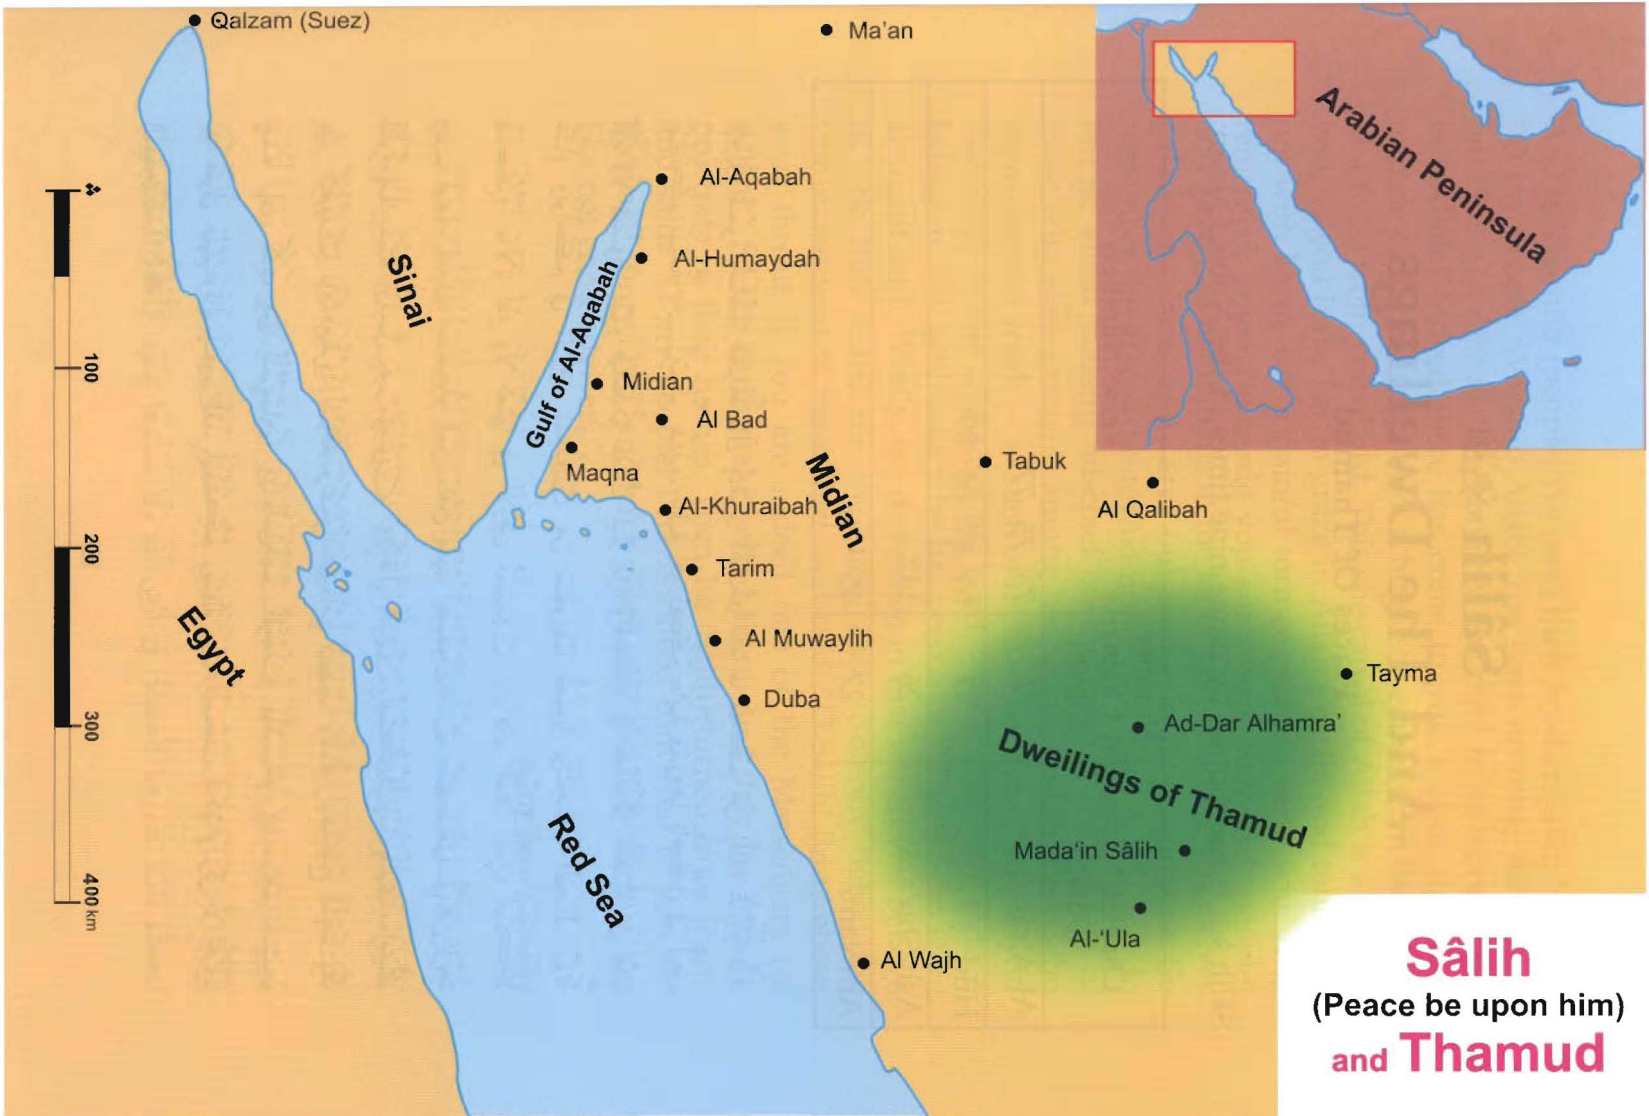 Qalzam (Suez)
Ma'an
Arabian Peninsula
Al-Aqabah
Al-Humaydah
Sinai
Gulf of Al-Aqabah
Midian
Al Bad
Maqna
Midian
Tabuk
Al Qalibah
Al-Khuraibah
Tarim
Al Muwaylih
Duba
Egypt
Red Sea
Tayma
Ad-Dar Alhamra'
Dweilings of Thamud
Mada‘in Sâlih
Al-‘Ula
Al Wajh
100
200
300
400 km
Sâlih
(Peace be upon him)
and Thamud